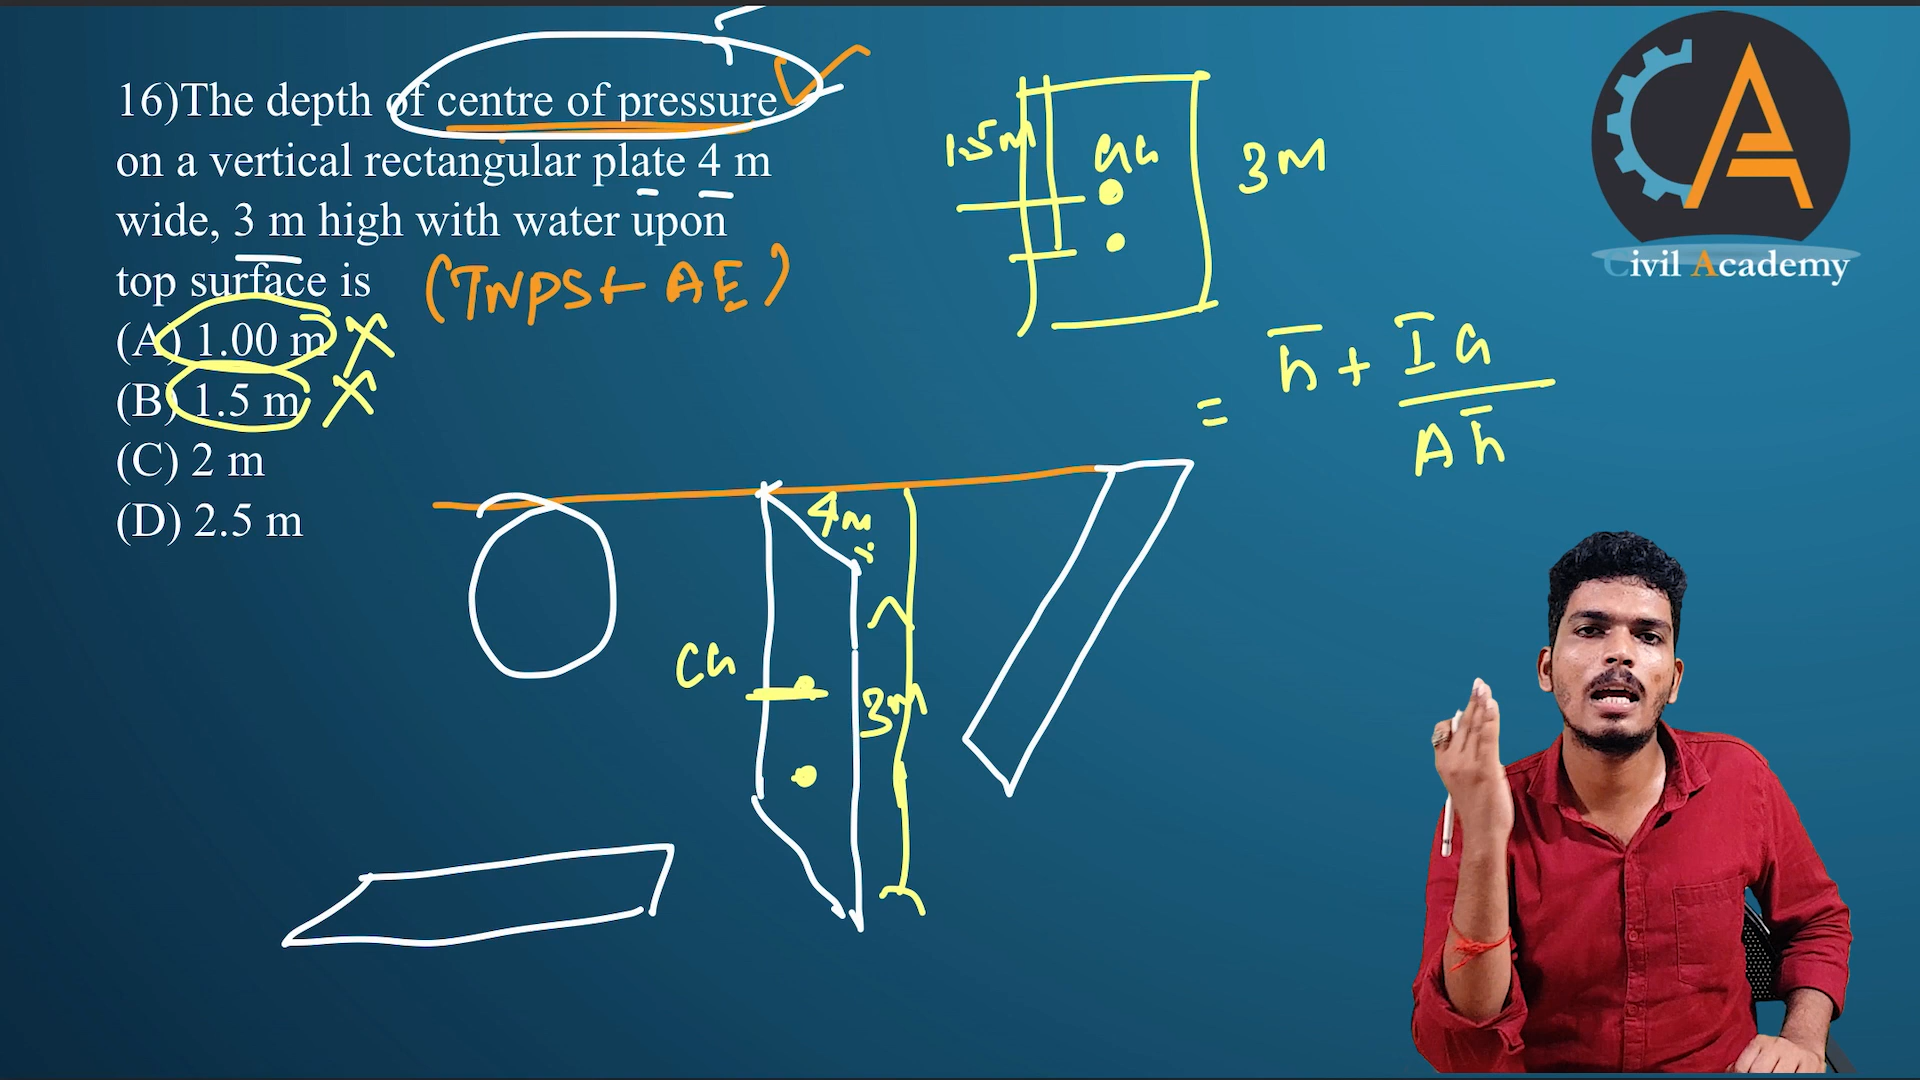 16)The depth of centre of pressure
on a vertical rectangular plate 4 m
wide, 3 m high with water upon
top surface is
(TNPSC AE)
(A) 1.00 m
(B) 1.5 m
(C) 2 m
(D) 2.5 m
1.5m
3m
= h̄ + IG
Ah̄
4m
CG
3m
Civil Academy